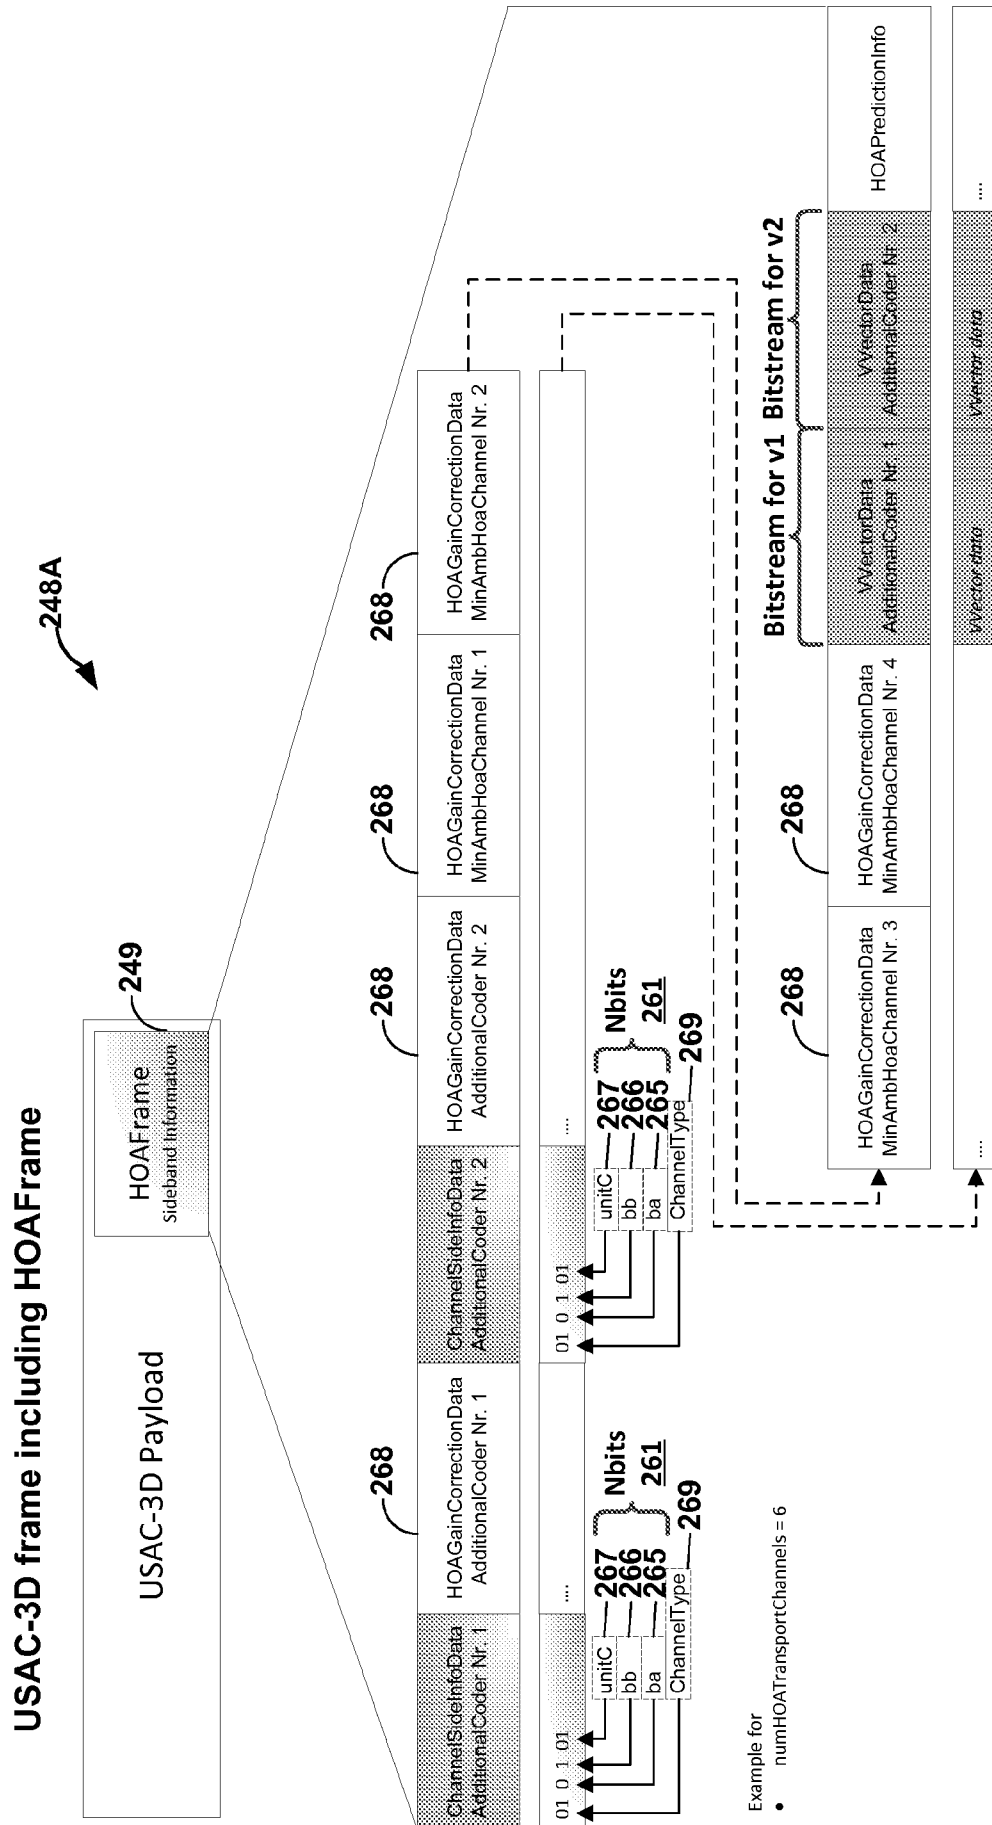 USAC-3D frame including HOAFrame
248A
USAC-3D Payload
HOAFrame
Sideband Information
249
268
268
268
268
ChannelSideInfoData
AdditionalCoder Nr. 1
HOAGainCorrectionData
AdditionalCoder Nr. 1
ChannelSideInfoData
AdditionalCoder Nr. 2
HOAGainCorrectionData
AdditionalCoder Nr. 2
HOAGainCorrectionData
MinAmbHoaChannel Nr. 1
HOAGainCorrectionData
MinAmbHoaChannel Nr. 2
01 0 1 01
....
01 0 1 01
....
unitC
bb
ba
ChannelType
267
266
265
269
Nbits
261
unitC
bb
ba
ChannelType
267
266
265
269
Nbits
261
Bitstream for v1
Bitstream for v2
268
268
HOAGainCorrectionData
MinAmbHoaChannel Nr. 3
HOAGainCorrectionData
MinAmbHoaChannel Nr. 4
VVectorData
AdditionalCoder Nr. 1
VVectorData
AdditionalCoder Nr. 2
HOAPredictionInfo
....
VVector data
VVector data
....
Example for
• numHOATransportChannels = 6